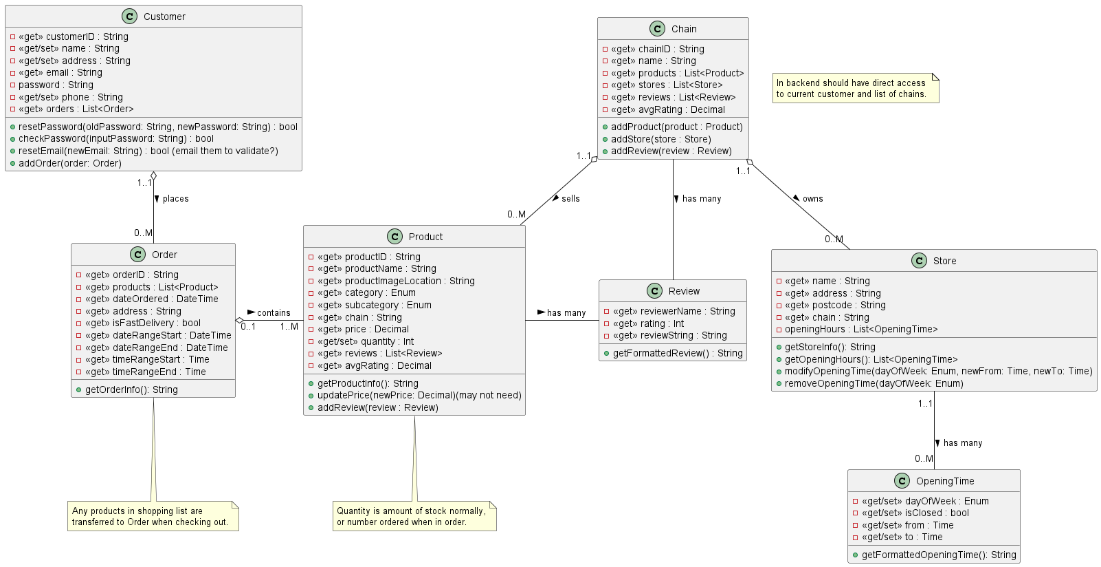 C Customer
«get» customerID : String
«get/set» name : String
«get/set» address : String
«get» email : String
password : String
«get/set» phone : String
«get» orders : List<Order>
resetPassword(oldPassword: String, newPassword: String) : bool
checkPassword(inputPassword: String) : bool
resetEmail(newEmail: String) : bool (email them to validate?)
addOrder(order: Order)
C Chain
«get» chainID : String
«get» name : String
«get» products : List<Product>
«get» stores : List<Store>
«get» reviews : List<Review>
«get» avgRating : Decimal
addProduct(product : Product)
addStore(store : Store)
addReview(review : Review)
In backend should have direct access
to current customer and list of chains.
1..1
places
0..M
1..1
sells
0..M
has many
1..1
owns
0..M
C Order
«get» orderID : String
«get» products : List<Product>
«get» dateOrdered : DateTime
«get» address : String
«get» isFastDelivery : bool
«get» dateRangeStart : DateTime
«get» dateRangeEnd : DateTime
«get» timeRangeStart : Time
«get» timeRangeEnd : Time
getOrderInfo(): String
contains
0..1
1..M
C Product
«get» productID : String
«get» productName : String
«get» productImageLocation : String
«get» category : Enum
«get» subcategory : Enum
«get» chain : String
«get» price : Decimal
«get/set» quantity : Int
«get» reviews : List<Review>
«get» avgRating : Decimal
getProductInfo(): String
updatePrice(newPrice: Decimal)(may not need)
addReview(review : Review)
has many
C Review
«get» reviewerName : String
«get» rating : Int
«get» reviewString : String
getFormattedReview() : String
C Store
«get» name : String
«get» address : String
«get» postcode : String
«get» chain : String
openingHours : List<OpeningTime>
getStoreInfo(): String
getOpeningHours(): List<OpeningTime>
modifyOpeningTime(dayOfWeek: Enum, newFrom: Time, newTo: Time)
removeOpeningTime(dayOfWeek: Enum)
1..1
has many
0..M
Any products in shopping list are
transferred to Order when checking out.
Quantity is amount of stock normally,
or number ordered when in order.
C OpeningTime
«get/set» dayOfWeek : Enum
«get/set» isClosed : bool
«get/set» from : Time
«get/set» to : Time
getFormattedOpeningTime(): String